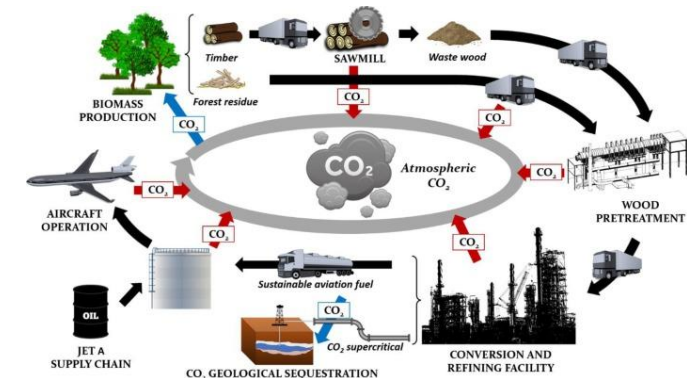 Timber
SAWMILL
Waste wood
Forest residue
BIOMASS
PRODUCTION
CO₂
CO₂
CO₂
CO₂
Atmospheric
CO₂
CO₂
CO₂
WOOD
PRETREATMENT
AIRCRAFT
OPERATION
CO₂
CO₂
Sustainable aviation fuel
CO₂
OIL
CO₂ supercritical
JET A
SUPPLY CHAIN
CONVERSION AND
REFINING FACILITY
CO₂ GEOLOGICAL SEQUESTRATION